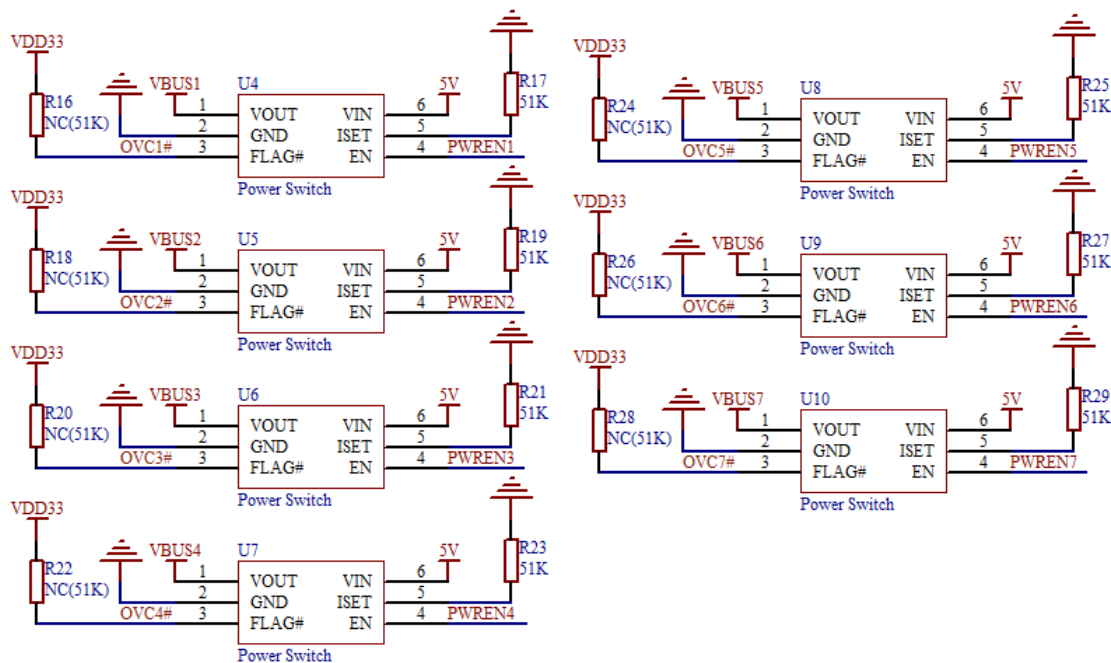 VDD33
R16
NC(51K)
VBUS1
U4
1 VOUT VIN 6 5V
2 GND ISET 5
OVC1# 3 FLAG# EN 4 PWREN1
Power Switch
R17
51K
VDD33
R18
NC(51K)
VBUS2
U5
1 VOUT VIN 6 5V
2 GND ISET 5
OVC2# 3 FLAG# EN 4 PWREN2
Power Switch
R19
51K
VDD33
R20
NC(51K)
VBUS3
U6
1 VOUT VIN 6 5V
2 GND ISET 5
OVC3# 3 FLAG# EN 4 PWREN3
Power Switch
R21
51K
VDD33
R22
NC(51K)
VBUS4
U7
1 VOUT VIN 6 5V
2 GND ISET 5
OVC4# 3 FLAG# EN 4 PWREN4
Power Switch
R23
51K
VDD33
R24
NC(51K)
VBUS5
U8
1 VOUT VIN 6 5V
2 GND ISET 5
OVC5# 3 FLAG# EN 4 PWREN5
Power Switch
R25
51K
VDD33
R26
NC(51K)
VBUS6
U9
1 VOUT VIN 6 5V
2 GND ISET 5
OVC6# 3 FLAG# EN 4 PWREN6
Power Switch
R27
51K
VDD33
R28
NC(51K)
VBUS7
U10
1 VOUT VIN 6 5V
2 GND ISET 5
OVC7# 3 FLAG# EN 4 PWREN7
Power Switch
R29
51K